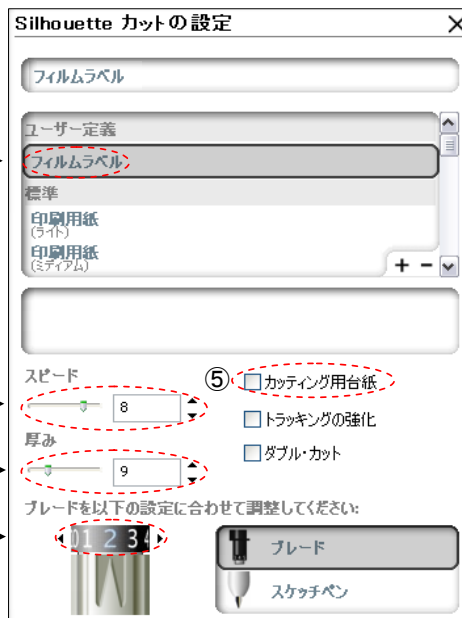 Silhouette カットの設定
フィルムラベル
ユーザー定義
フィルムラベル
標準
印刷用紙
(ライト)
印刷用紙
(ミディアム)
+ -
スピード
8
⑤ カッティング用台紙
トラッキングの強化
厚み
9
ダブル・カット
ブレードを以下の設定に合わせて調整してください:
0 1 2 3 4
ブレード
スケッチペン